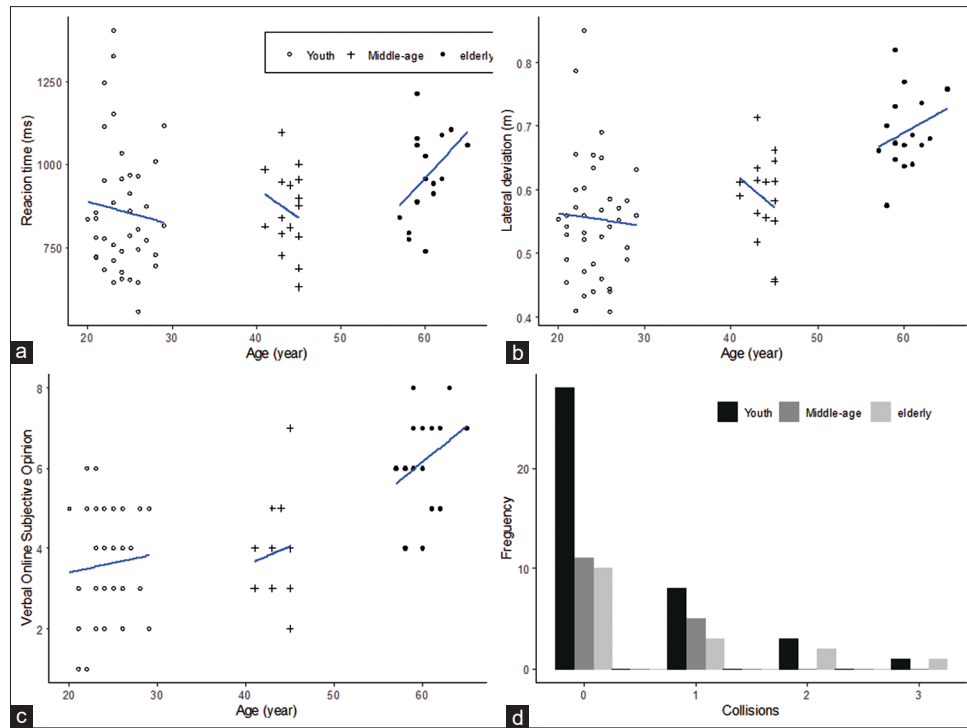 Youth Middle-age elderly
1250
1000
750
Reacion time (ms)
20 30 40 50 60
Age (year)
a
0.8
0.7
0.6
0.5
0.4
Lateral deviation (m)
20 30 40 50 60
Age (year)
b
8
6
4
2
Verbal Online Subjective Opinion
20 30 40 50 60
Age (year)
c
Youth Middle-age elderly
20
10
0
Freguency
0 1 2 3
Collisions
d